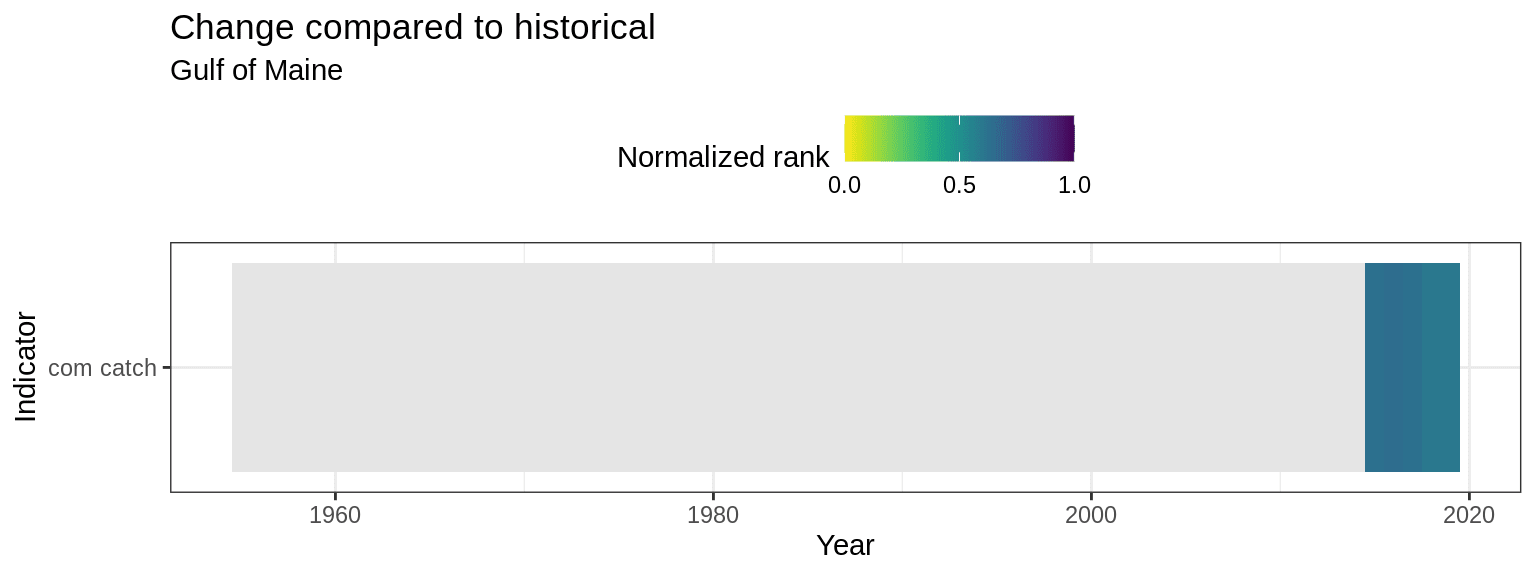 Change compared to historical
Gulf of Maine
Normalized rank
0.0 0.5 1.0
Indicator
com catch
1960 1980 2000 2020
Year